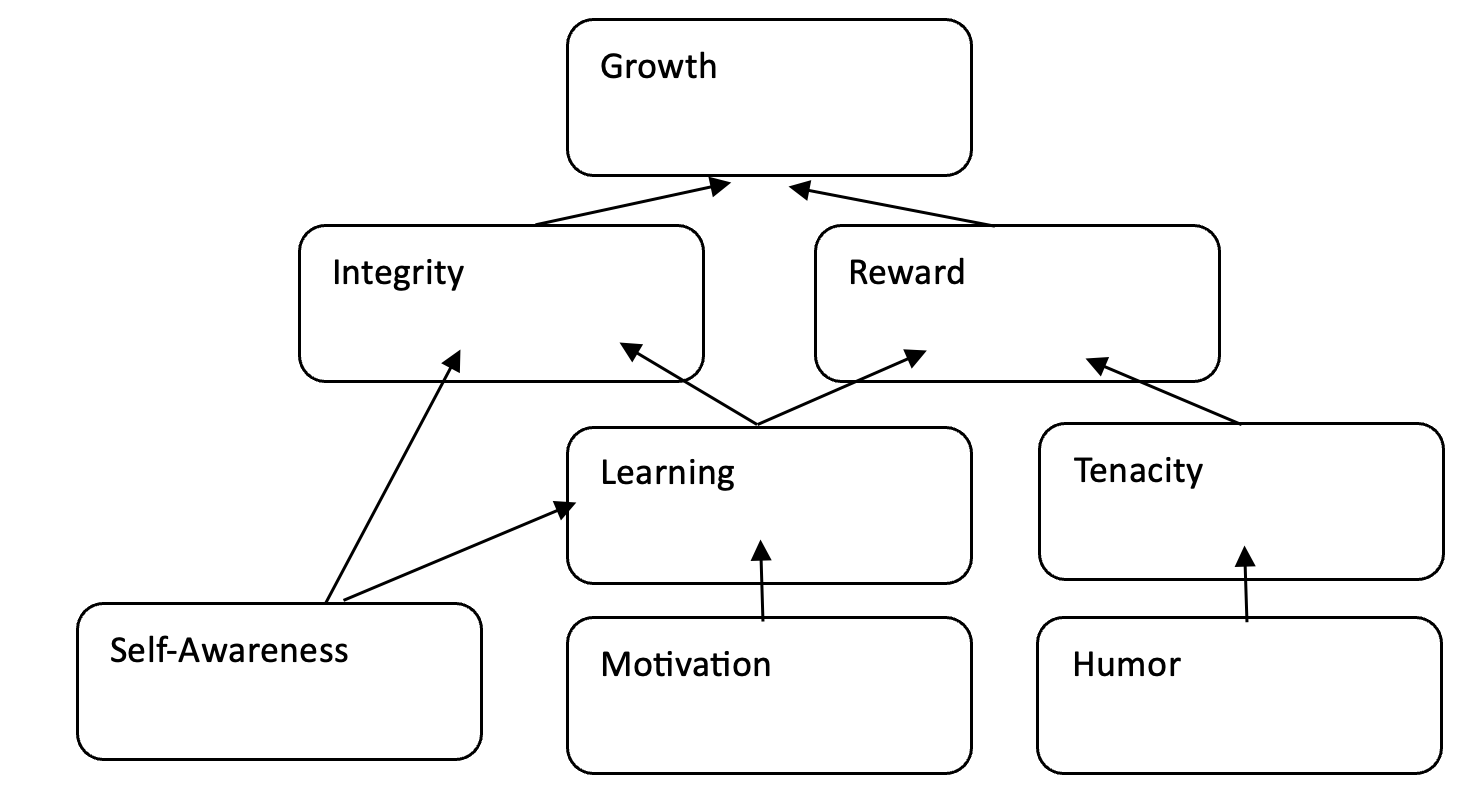 Growth
Integrity
Reward
Learning
Tenacity
Self-Awareness
Motivation
Humor